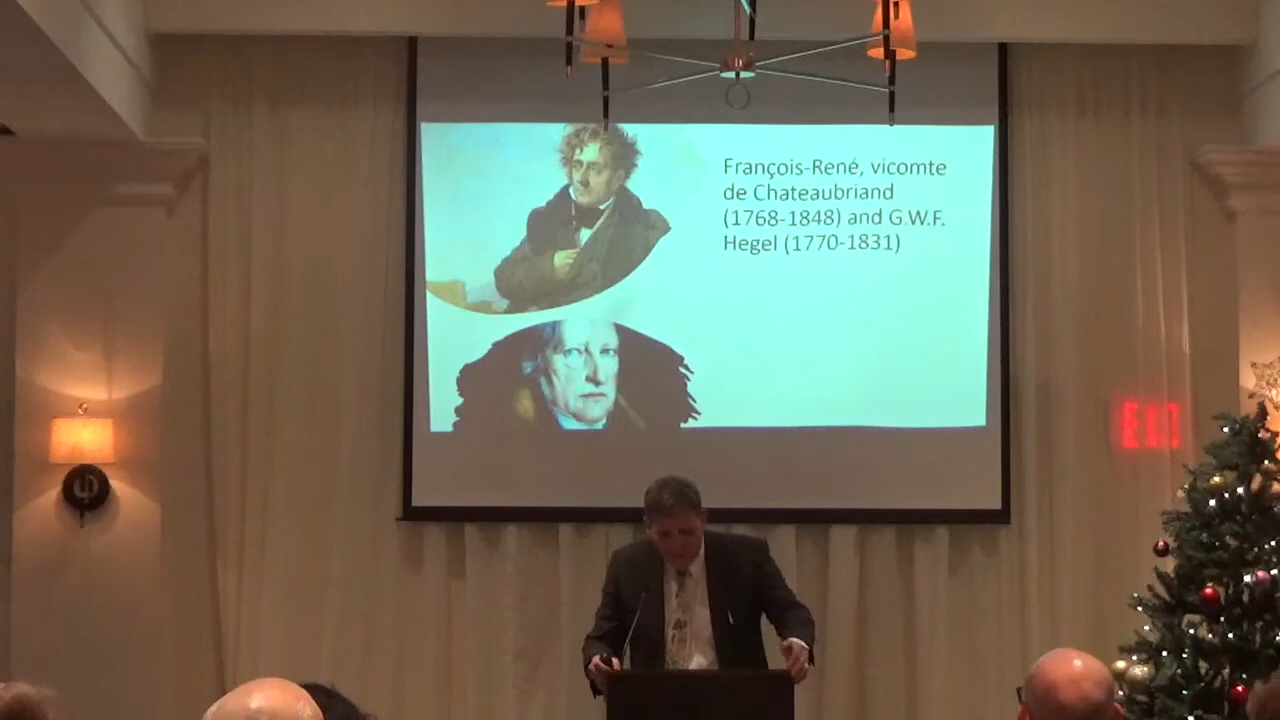 François-René, vicomte
de Chateaubriand
(1768-1848) and G.W.F.
Hegel (1770-1831)
EXIT